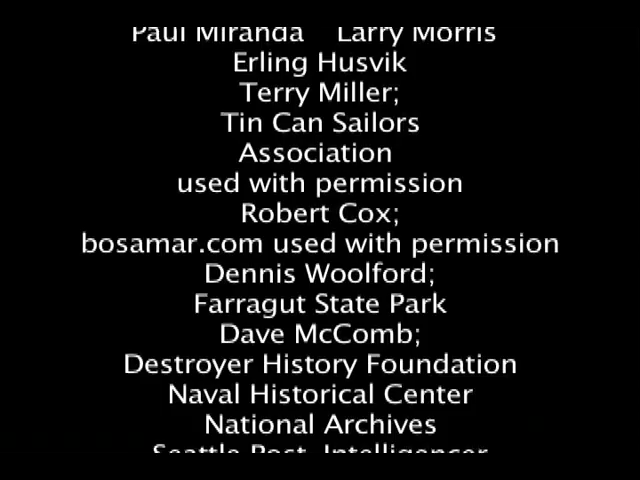 Paul Miranda Larry Morris
Erling Husvik
Terry Miller;
Tin Can Sailors
Association
used with permission
Robert Cox;
bosamar.com used with permission
Dennis Woolford;
Farragut State Park
Dave McComb;
Destroyer History Foundation
Naval Historical Center
National Archives
Seattle Post-Intelligencer